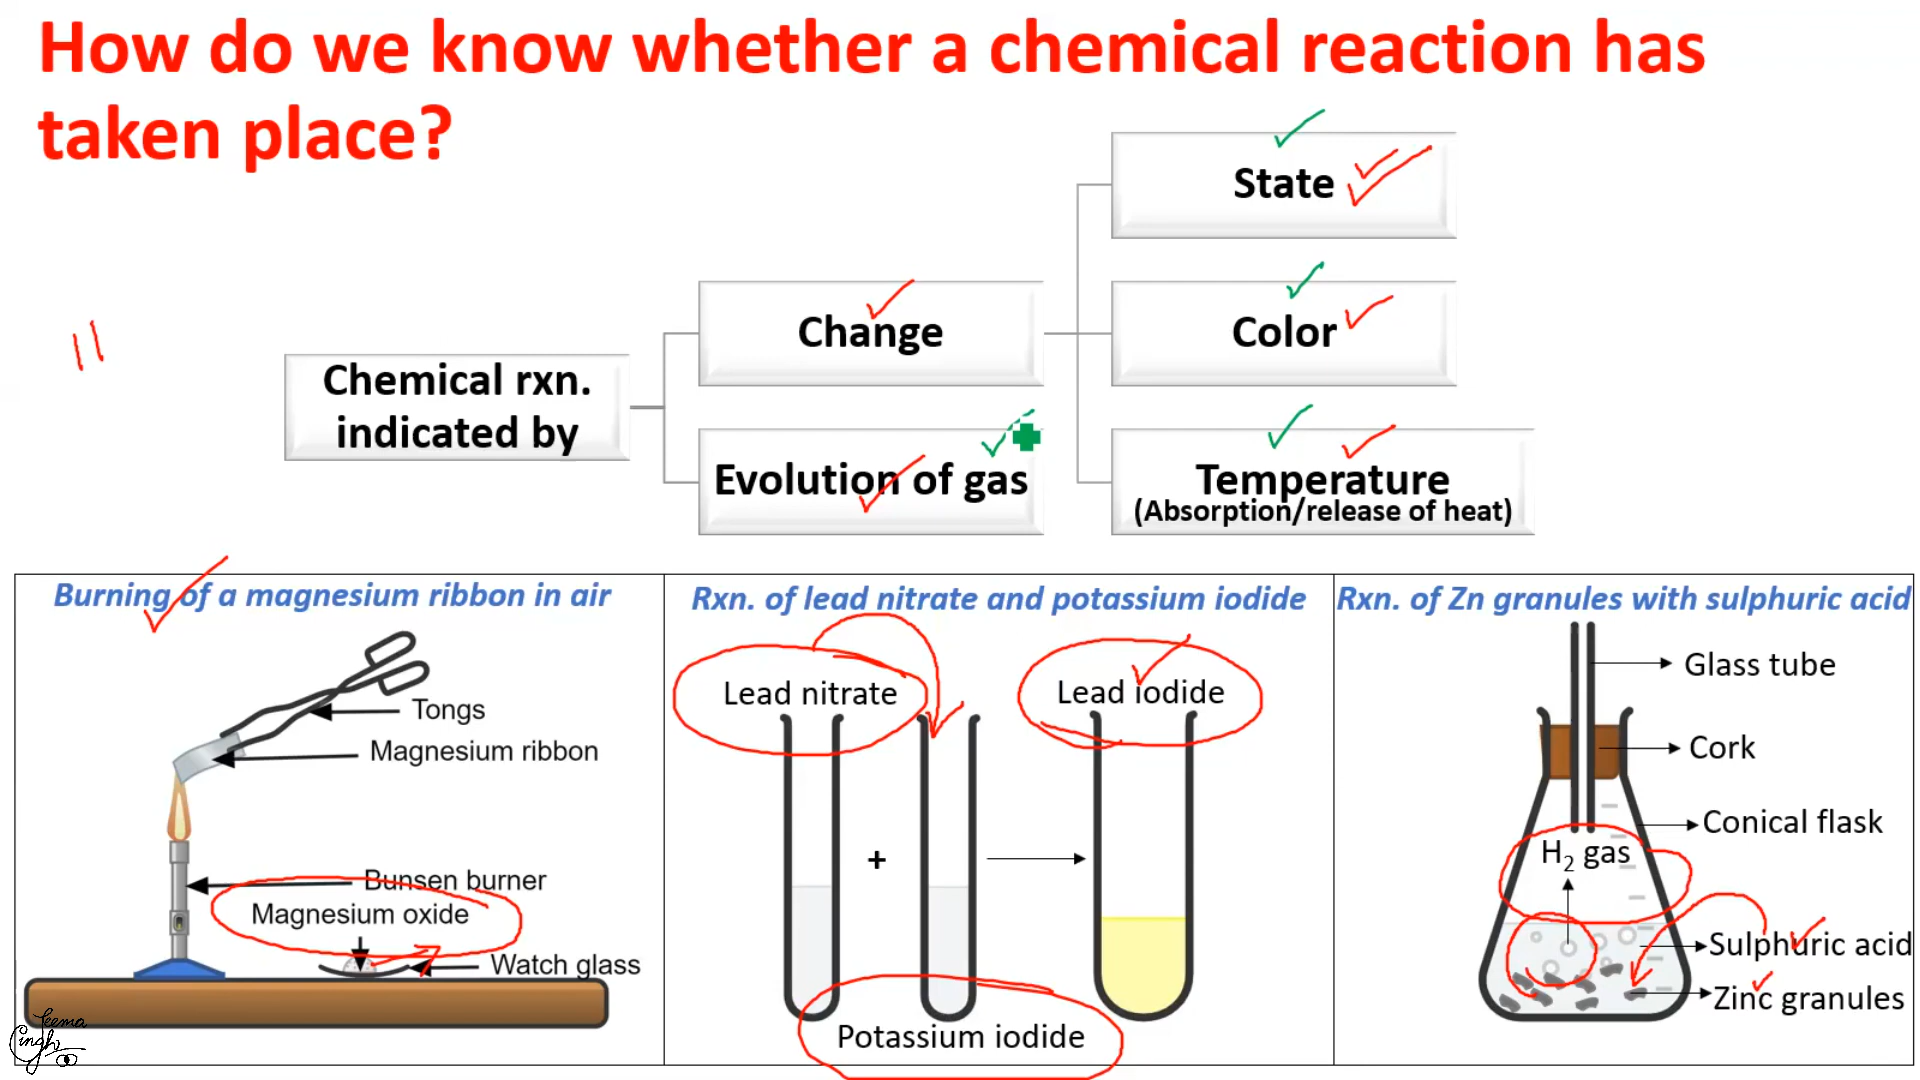 How do we know whether a chemical reaction has
taken place?
State
Change
Color
Chemical rxn.
indicated by
Evolution of gas
Temperature
(Absorption/release of heat)
Burning of a magnesium ribbon in air
Tongs
Magnesium ribbon
Bunsen burner
Magnesium oxide
Watch glass
Rxn. of lead nitrate and potassium iodide
Lead nitrate
Lead iodide
+
Potassium iodide
Rxn. of Zn granules with sulphuric acid
Glass tube
Cork
Conical flask
H₂ gas
Sulphuric acid
Zinc granules